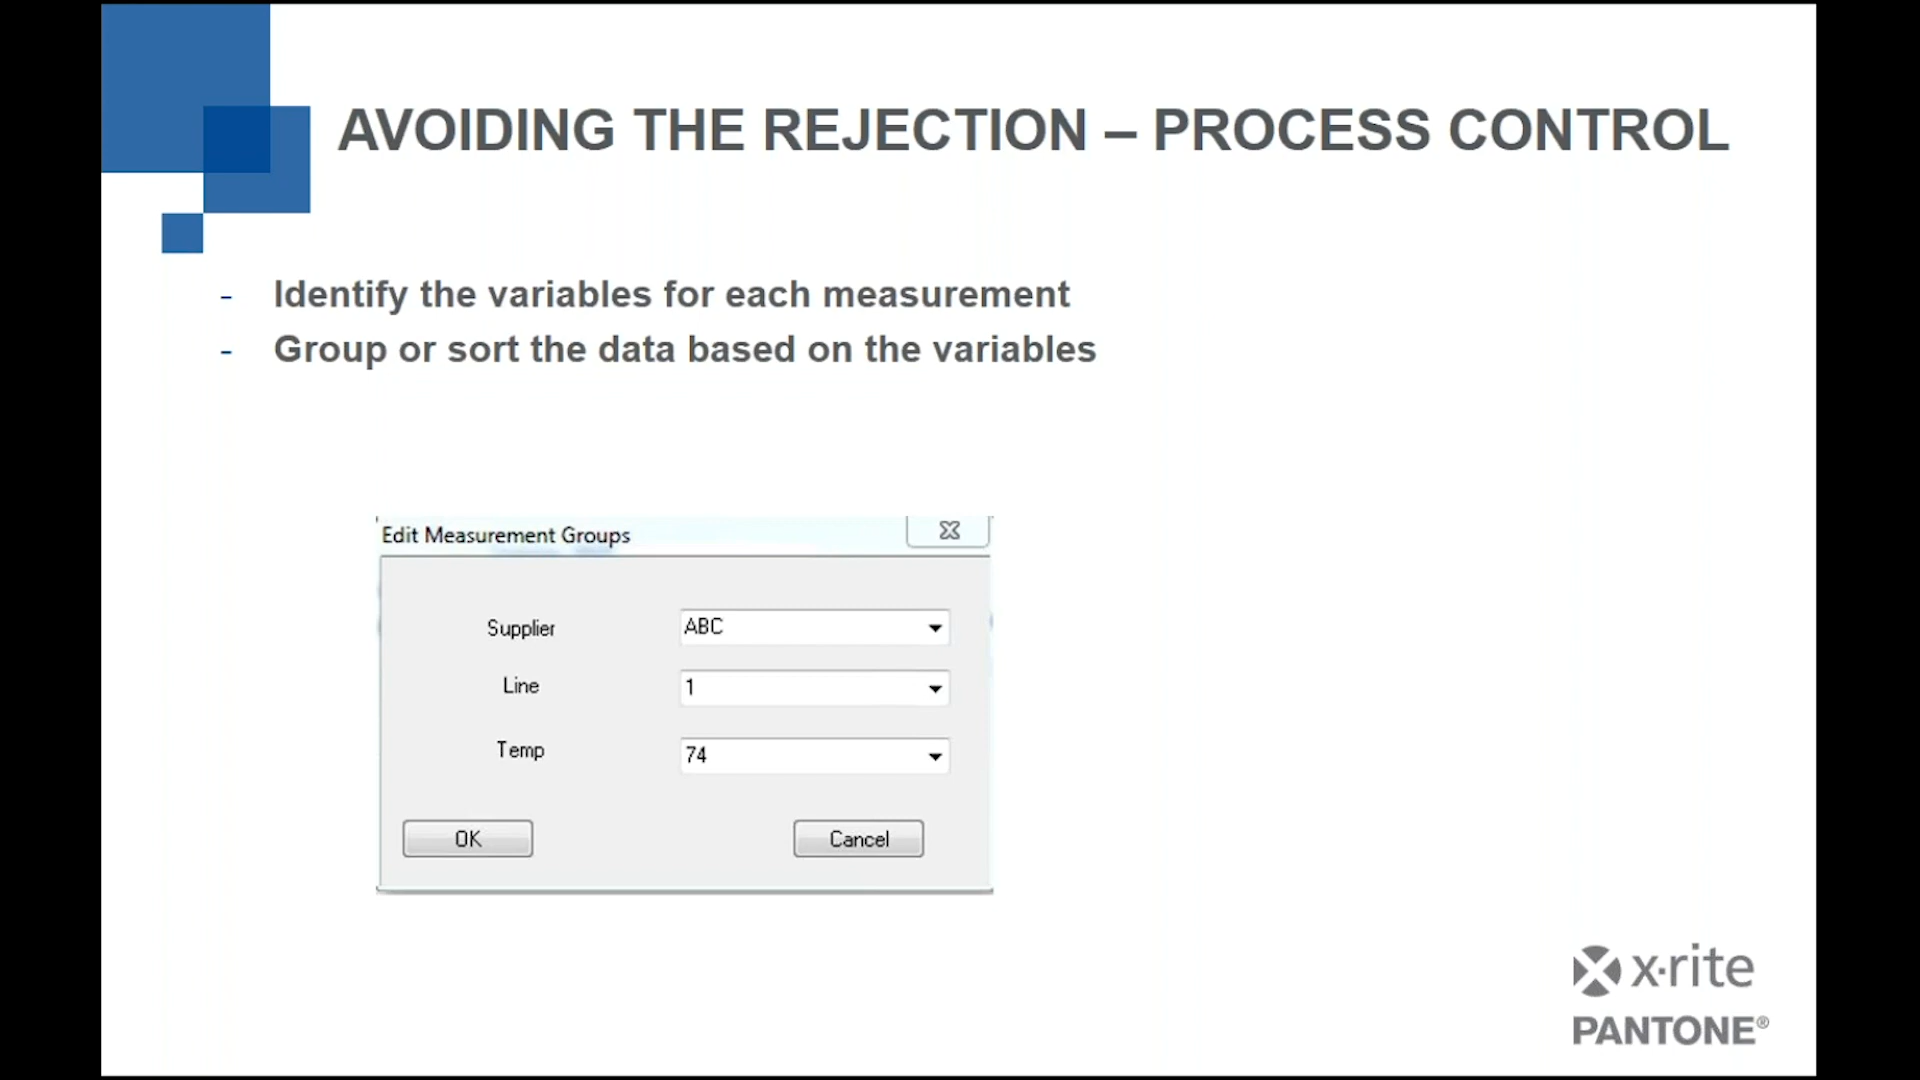 AVOIDING THE REJECTION – PROCESS CONTROL
- Identify the variables for each measurement
- Group or sort the data based on the variables
Edit Measurement Groups
Supplier ABC
Line 1
Temp 74
OK Cancel
x·rite
PANTONE®